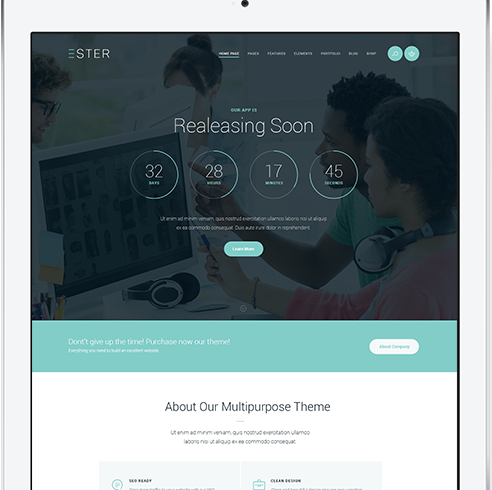 ESTER
HOME PAGE PAGES FEATURES ELEMENTS PORTFOLIO BLOG SHOP
OUR APP IS
Realeasing Soon
32 28 17 45
DAYS HOURS MINUTES SECONDS
Ut enim ad minim veniam, quis nostrud exercitation ullamco laboris nisi ut aliquip
ex ea commodo consequat. Duis aute irure dolor in reprehenderit
Learn More
Dont't give up the time! Purchase now our theme!
Everything you need to build an excellent website
About Company
About Our Multipurpose Theme
Ut enim ad minim veniam, quis nostrud exercitation ullamco
laboris nisi ut aliquip ex ea commodo consequat
SEO READY
CLEAN DESIGN